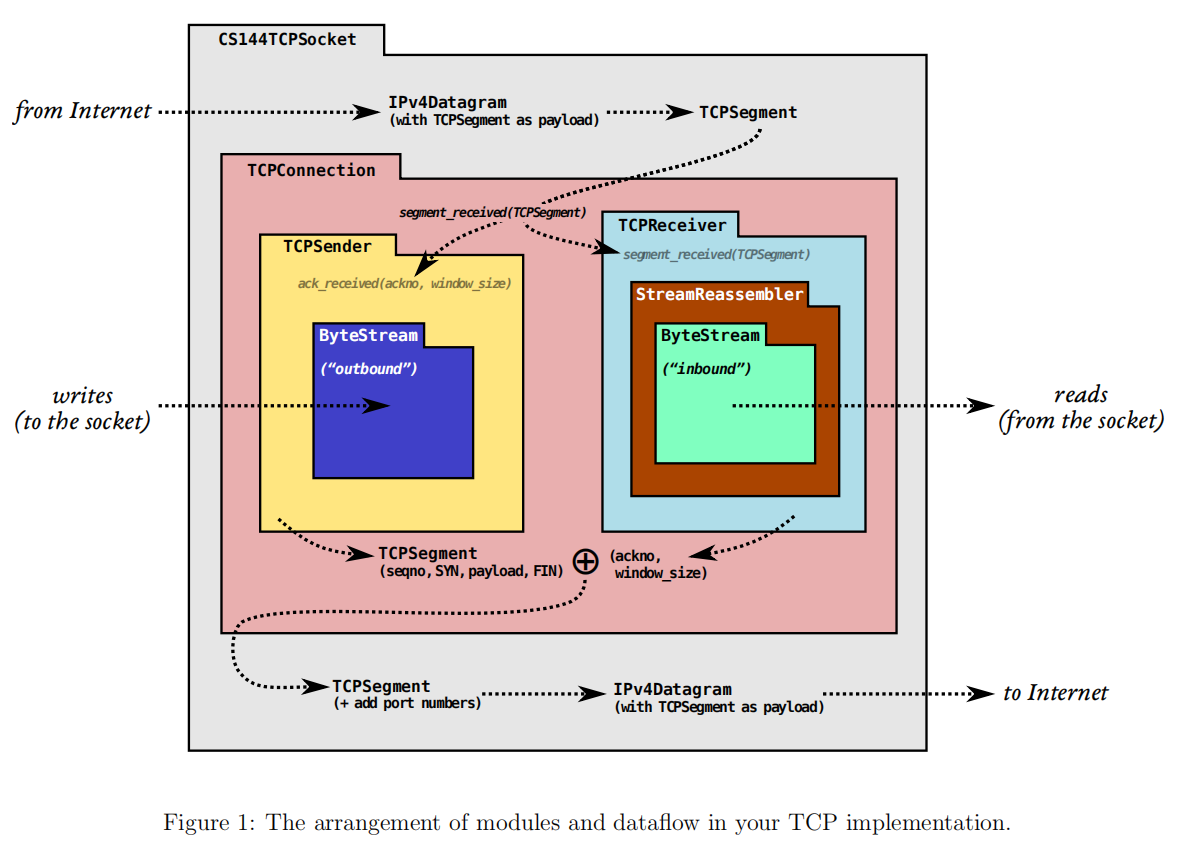 CS144TCPSocket
from Internet
IPv4Datagram
(with TCPSegment as payload)
TCPSegment
TCPConnection
segment_received(TCPSegment)
TCPSender
ack_received(ackno, window_size)
ByteStream
(“outbound”)
TCPReceiver
segment_received(TCPSegment)
StreamReassembler
ByteStream
(“inbound”)
writes
(to the socket)
reads
(from the socket)
TCPSegment
(seqno, SYN, payload, FIN)
(ackno,
window_size)
TCPSegment
(+ add port numbers)
IPv4Datagram
(with TCPSegment as payload)
to Internet
Figure 1: The arrangement of modules and dataflow in your TCP implementation.